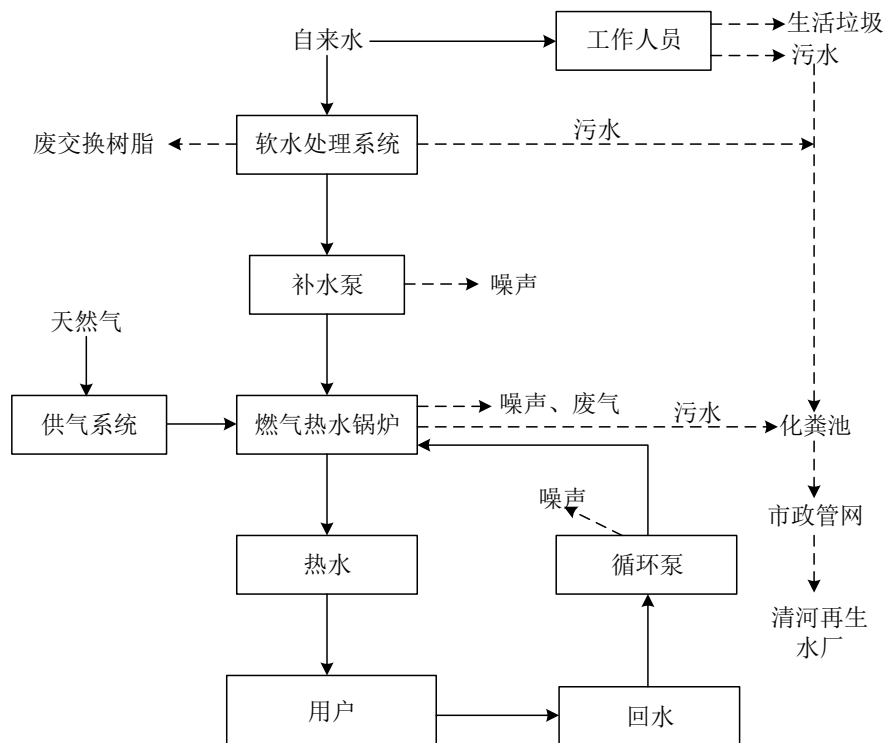 生活垃圾
自来水
工作人员
污水
废交换树脂
软水处理系统
污水
补水泵
噪声
天然气
供气系统
燃气热水锅炉
噪声、废气
污水
化粪池
噪声
市政管网
热水
循环泵
清河再生
水厂
用户
回水